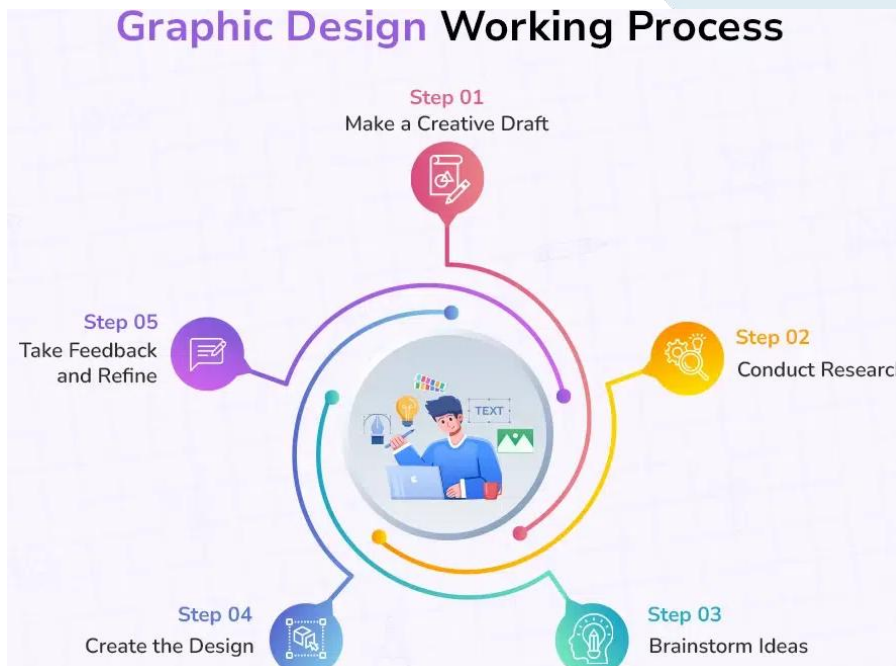 Graphic Design Working Process
Step 01
Make a Creative Draft
Step 02
Conduct Research
Step 03
Brainstorm Ideas
Step 04
Create the Design
Step 05
Take Feedback
and Refine
TEXT